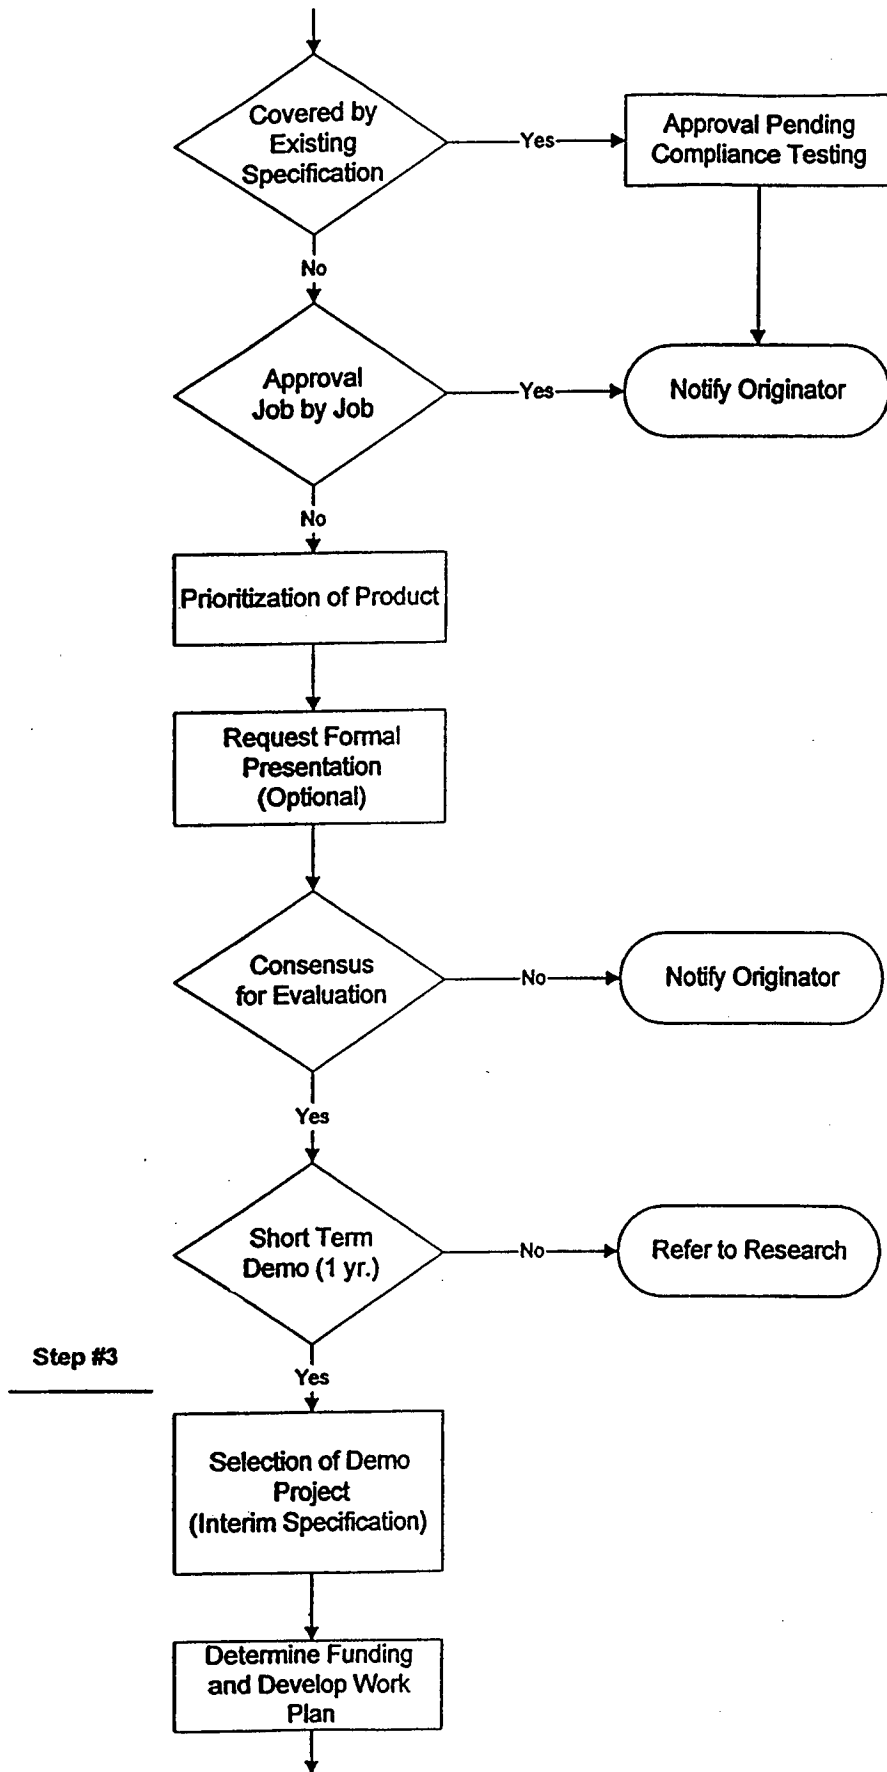 Covered by
Existing
Specification
Yes
Approval Pending
Compliance Testing
No
Approval
Job by Job
Yes
Notify Originator
No
Prioritization of Product
Request Formal
Presentation
(Optional)
Consensus
for Evaluation
No
Notify Originator
Yes
Short Term
Demo (1 yr.)
No
Refer to Research
Step #3
Yes
Selection of Demo
Project
(Interim Specification)
Determine Funding
and Develop Work
Plan